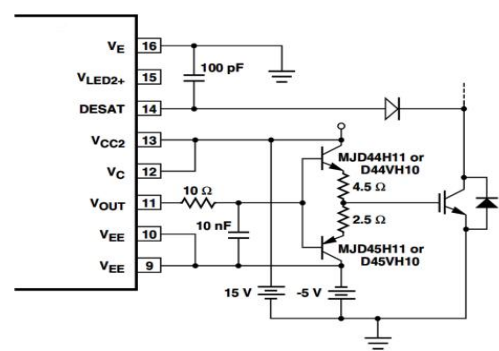 VE 16
100 pF
VLED2+ 15
DESAT 14
VCC2 13
VC 12
MJD44H11 or
D44VH10
4.5 Ω
10 Ω
VOUT 11
2.5 Ω
10 nF
VEE 10
MJD45H11 or
D45VH10
VEE 9
15 V -5 V